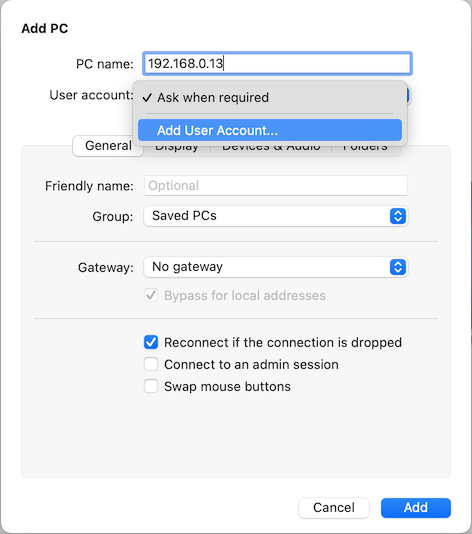 Add PC
PC name: 192.168.0.13
User account: ✓ Ask when required
Add User Account...
General Display Devices & Audio Folders
Friendly name: Optional
Group: Saved PCs
Gateway: No gateway
Bypass for local addresses
Reconnect if the connection is dropped
Connect to an admin session
Swap mouse buttons
Cancel Add